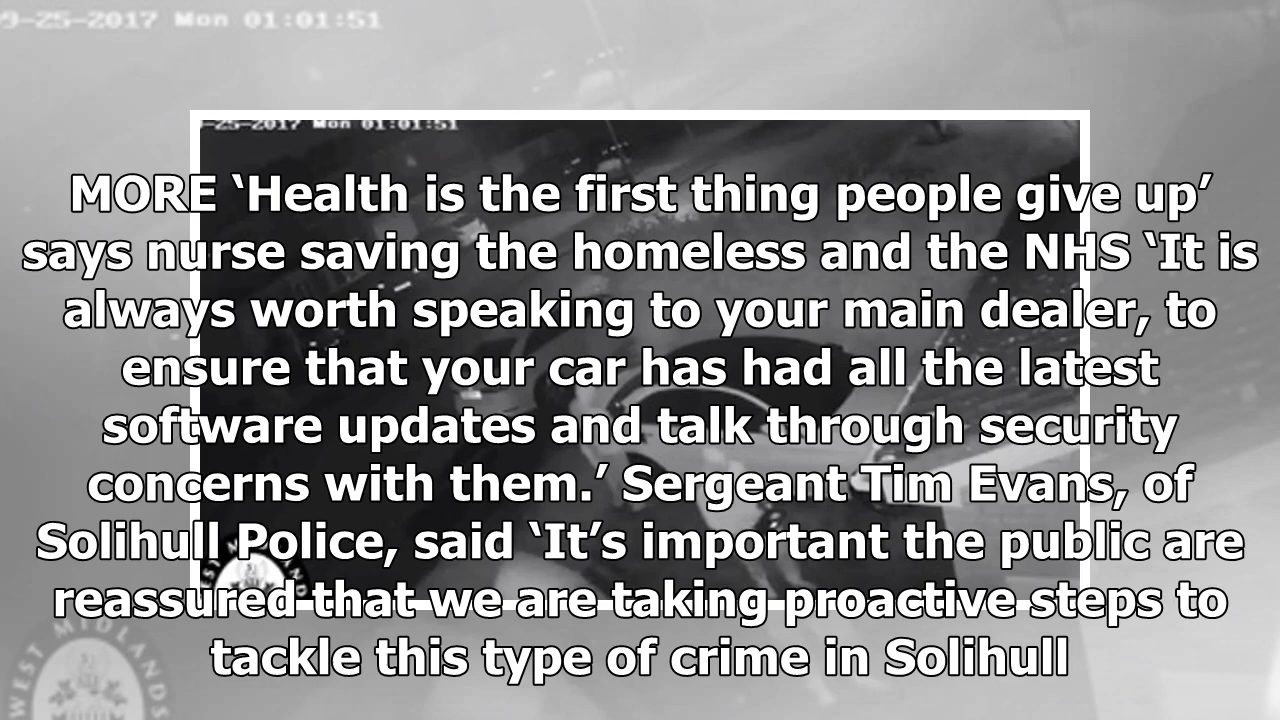 9-25-2017 Mon 01:01:51
-25-2017 Mon 01:01:51
MORE ‘Health is the first thing people give up’
says nurse saving the homeless and the NHS ‘It is
always worth speaking to your main dealer, to
ensure that your car has had all the latest
software updates and talk through security
concerns with them.’ Sergeant Tim Evans, of
Solihull Police, said ‘It’s important the public are
reassured that we are taking proactive steps to
tackle this type of crime in Solihull
WEST MIDLANDS